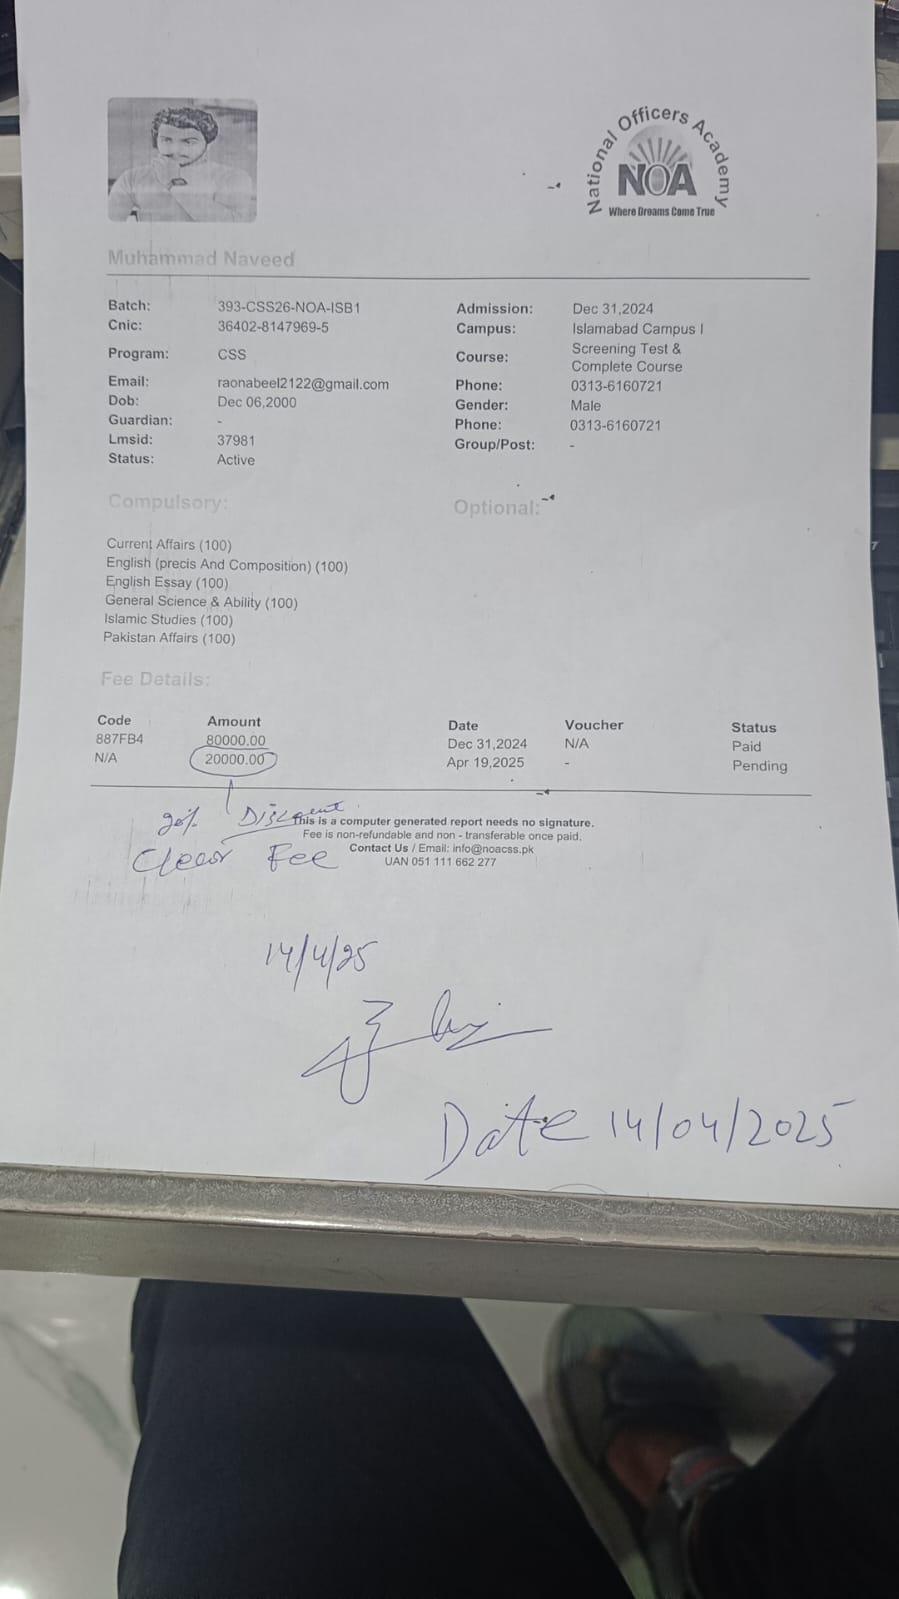 National Officers Academy
NOA
Where Dreams Come True
Muhammad Naveed
Batch: 393-CSS26-NOA-ISB1
Cnic: 36402-8147969-5
Program: CSS
Email: raonabeel2122@gmail.com
Dob: Dec 06,2000
Guardian: -
Lmsid: 37981
Status: Active
Admission: Dec 31,2024
Campus: Islamabad Campus I
Course: Screening Test &
Complete Course
Phone: 0313-6160721
Gender: Male
Phone: 0313-6160721
Group/Post: -
Compulsory:
Current Affairs (100)
English (precis And Composition) (100)
English Essay (100)
General Science & Ability (100)
Islamic Studies (100)
Pakistan Affairs (100)
Optional:
Fee Details:
Code Amount Date Voucher Status
887FB4 80000.00 Dec 31,2024 N/A Paid
N/A 20000.00 Apr 19,2025 - Pending
20% Discount
Clear Fee
This is a computer generated report needs no signature.
Fee is non-refundable and non - transferable once paid.
Contact Us / Email: info@noacss.pk
UAN 051 111 662 277
14/4/25
Date 14/04/2025